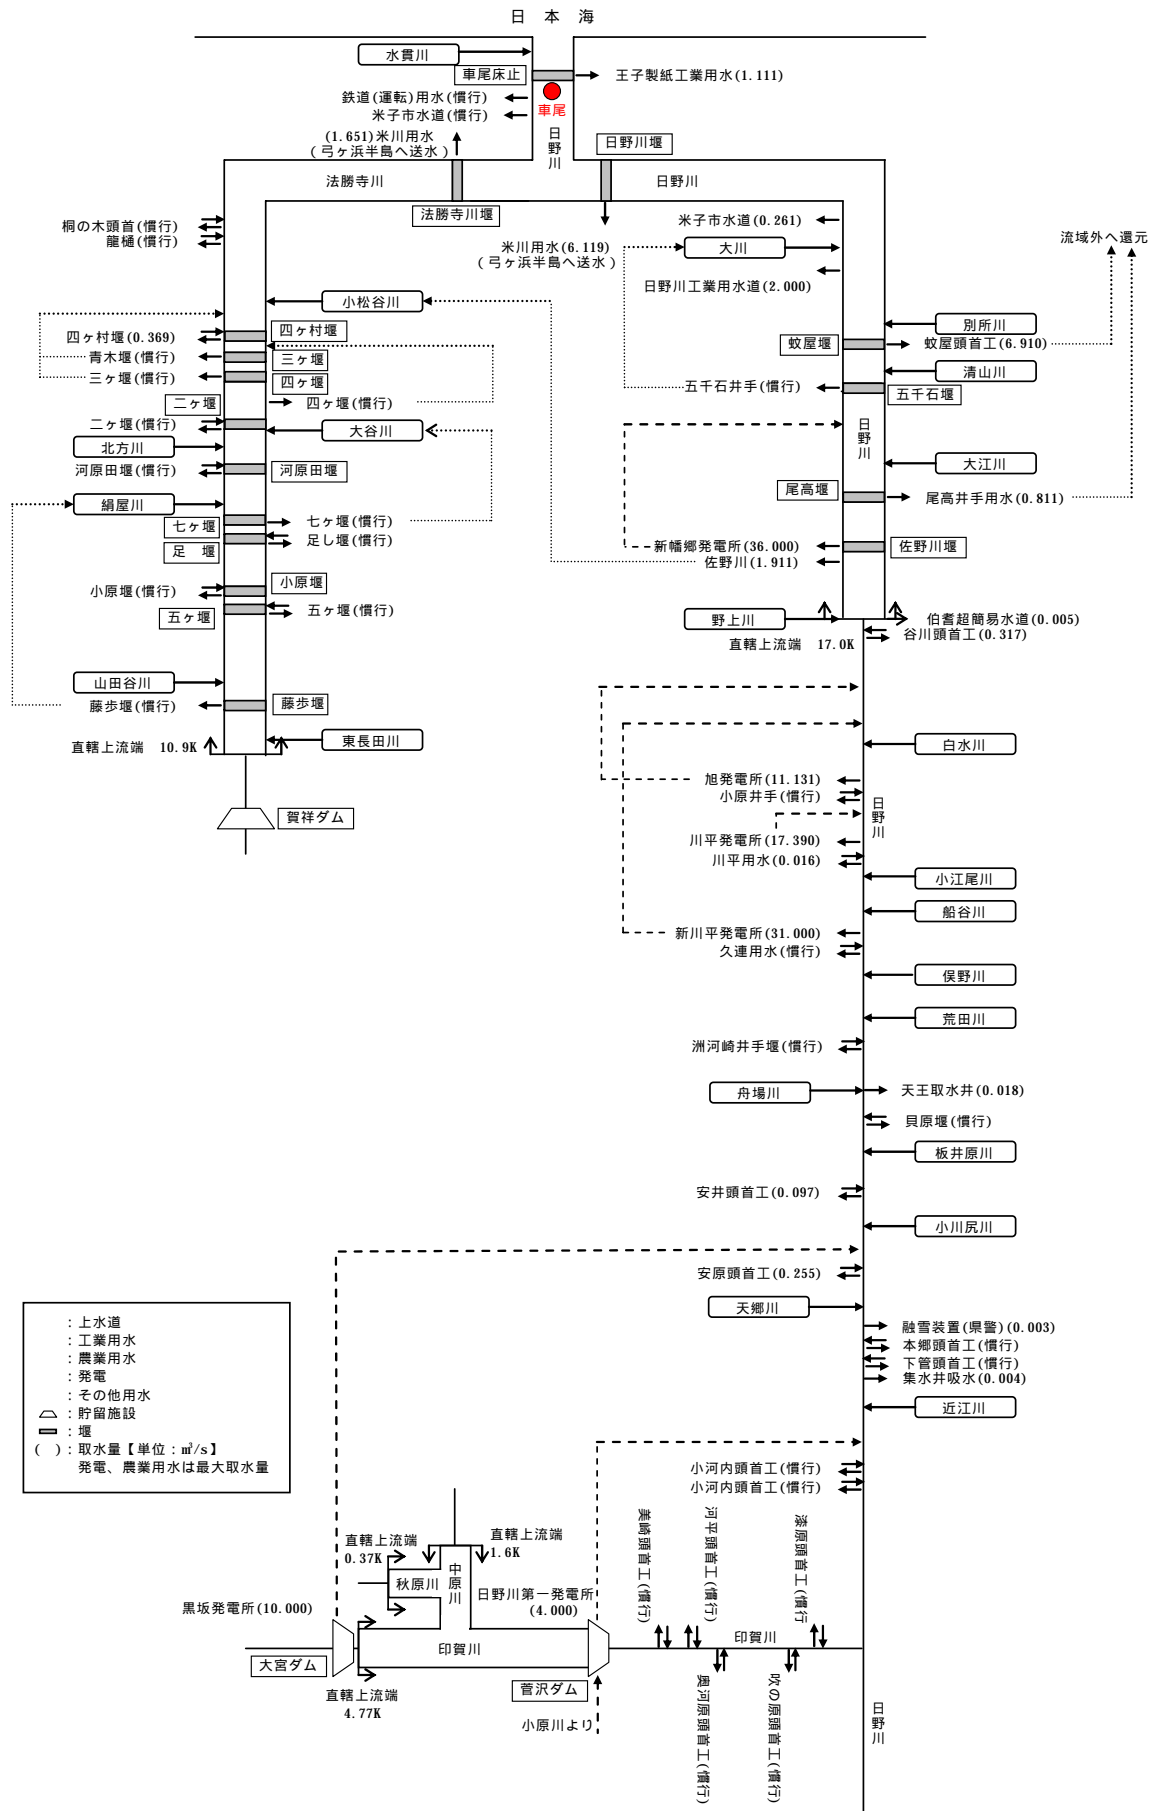 日本海
水貫川
車尾床止
王子製紙工業用水(1.111)
鉄道(運転)用水(慣行)
車尾
米子市水道(慣行)
日野川
(1.651)米川用水
(弓ヶ浜半島へ送水)
日野川堰
法勝寺川
日野川
法勝寺川堰
桐の木頭首(慣行)
龍樋(慣行)
米子市水道(0.261)
流域外へ還元
米川用水(6.119)
(弓ヶ浜半島へ送水)
大川
日野川工業用水道(2.000)
小松谷川
別所川
四ヶ村堰
四ヶ村堰(0.369)
蚊屋堰
蚊屋頭首工(6.910)
青木堰(慣行)
三ヶ堰
清山川
三ヶ堰(慣行)
四ヶ堰
五千石井手(慣行)
五千石堰
二ヶ堰
四ヶ堰(慣行)
二ヶ堰(慣行)
大谷川
日野川
北方川
河原田堰(慣行)
河原田堰
大江川
尾高堰
尾高井手用水(0.811)
絹屋川
七ヶ堰
七ヶ堰(慣行)
足 堰
足し堰(慣行)
新幡郷発電所(36.000)
佐野川堰
佐野川(1.911)
小原堰
小原堰(慣行)
五ヶ堰
五ヶ堰(慣行)
野上川
伯耆超簡易水道(0.005)
谷川頭首工(0.317)
直轄上流端 17.0K
山田谷川
藤歩堰(慣行)
藤歩堰
直轄上流端 10.9K
東長田川
白水川
旭発電所(11.131)
小原井手(慣行)
日野川
賀祥ダム
川平発電所(17.390)
川平用水(0.016)
小江尾川
船谷川
新川平発電所(31.000)
久連用水(慣行)
俣野川
荒田川
洲河崎井手堰(慣行)
舟場川
天王取水井(0.018)
貝原堰(慣行)
板井原川
安井頭首工(0.097)
小川尻川
安原頭首工(0.255)
天郷川
融雪装置(県警)(0.003)
本郷頭首工(慣行)
下管頭首工(慣行)
集水井吸水(0.004)
近江川
:上水道
:工業用水
:農業用水
:発電
:その他用水
:貯留施設
:堰
( ):取水量【単位:m³/s】
発電、農業用水は最大取水量
小河内頭首工(慣行)
小河内頭首工(慣行)
美崎頭首工(慣行)
河平頭首工(慣行)
漆原頭首工(慣行
直轄上流端
0.37K
直轄上流端
1.6K
秋原川
中原川
日野川第一発電所
(4.000)
黒坂発電所(10.000)
印賀川
印賀川
大宮ダム
直轄上流端
4.77K
菅沢ダム
小原川より
奥河原頭首工(慣行)
吹の原頭首工(慣行)
日野川